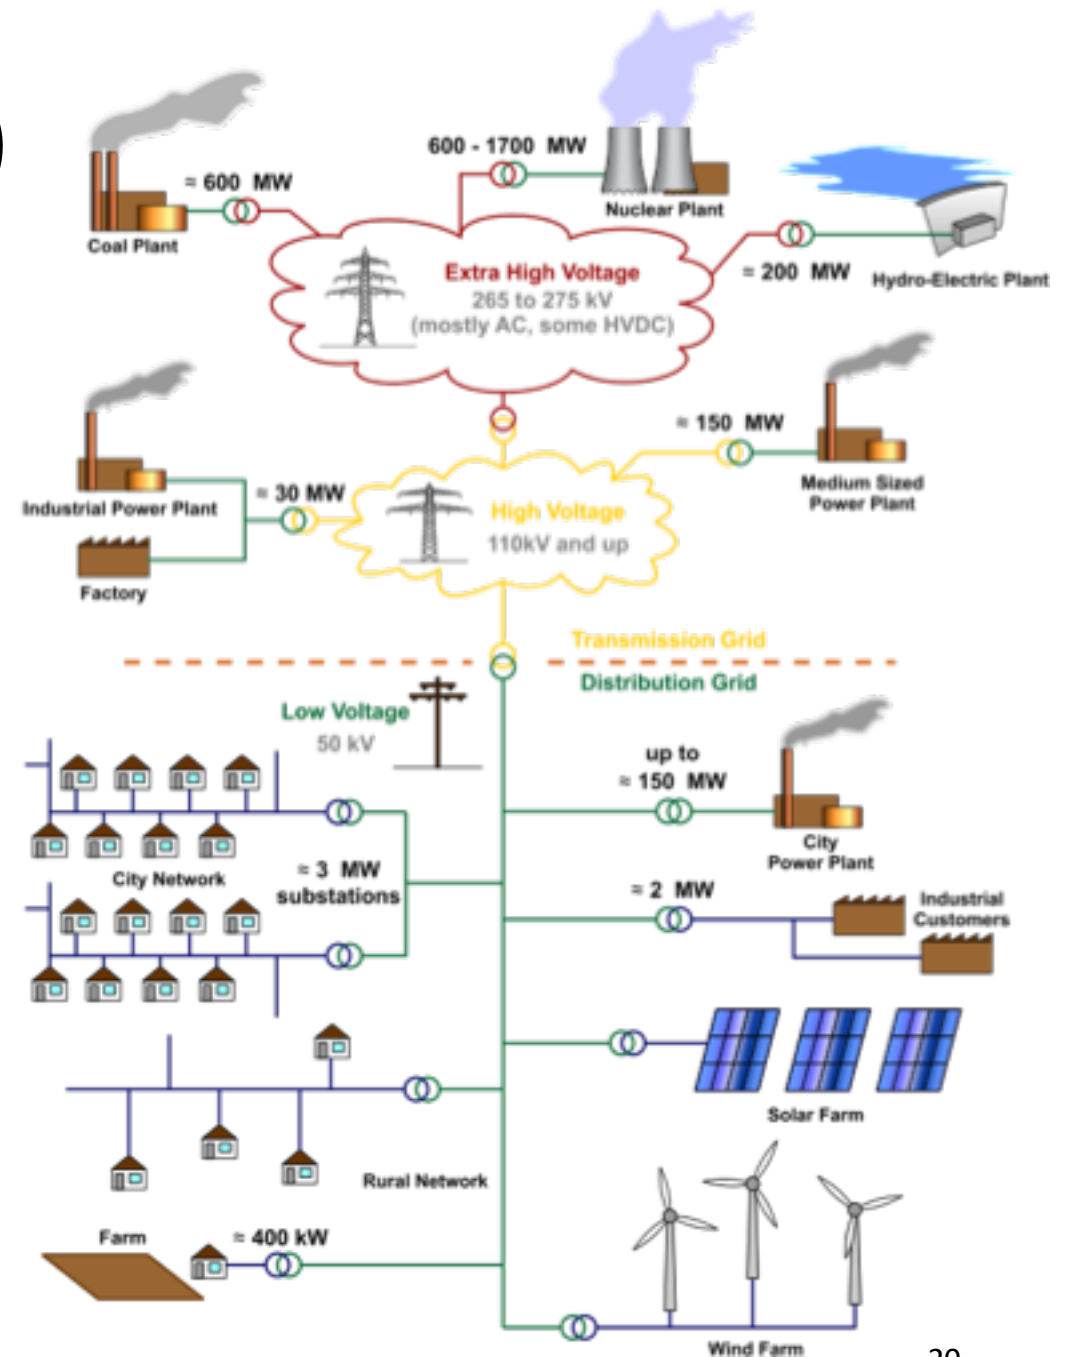 600 - 1700 MW
≈ 600 MW
Nuclear Plant
Coal Plant
Extra High Voltage
265 to 275 kV
(mostly AC, some HVDC)
≈ 200 MW
Hydro-Electric Plant
≈ 150 MW
Medium Sized
Power Plant
≈ 30 MW
Industrial Power Plant
High Voltage
110kV and up
Factory
Transmission Grid
Distribution Grid
Low Voltage
50 kV
up to
≈ 150 MW
City
Power Plant
City Network
≈ 3 MW
substations
≈ 2 MW
Industrial
Customers
Solar Farm
Rural Network
Farm
≈ 400 kW
Wind Farm